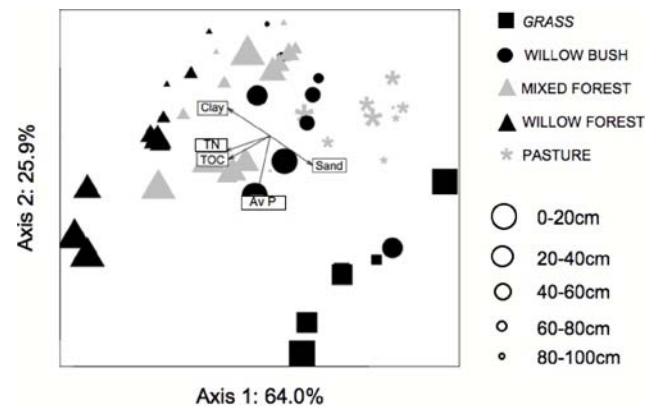 GRASS
WILLOW BUSH
MIXED FOREST
WILLOW FOREST
PASTURE
Clay
TN
TOC
Sand
Av P
Axis 2: 25.9%
Axis 1: 64.0%
0-20cm
20-40cm
40-60cm
60-80cm
80-100cm